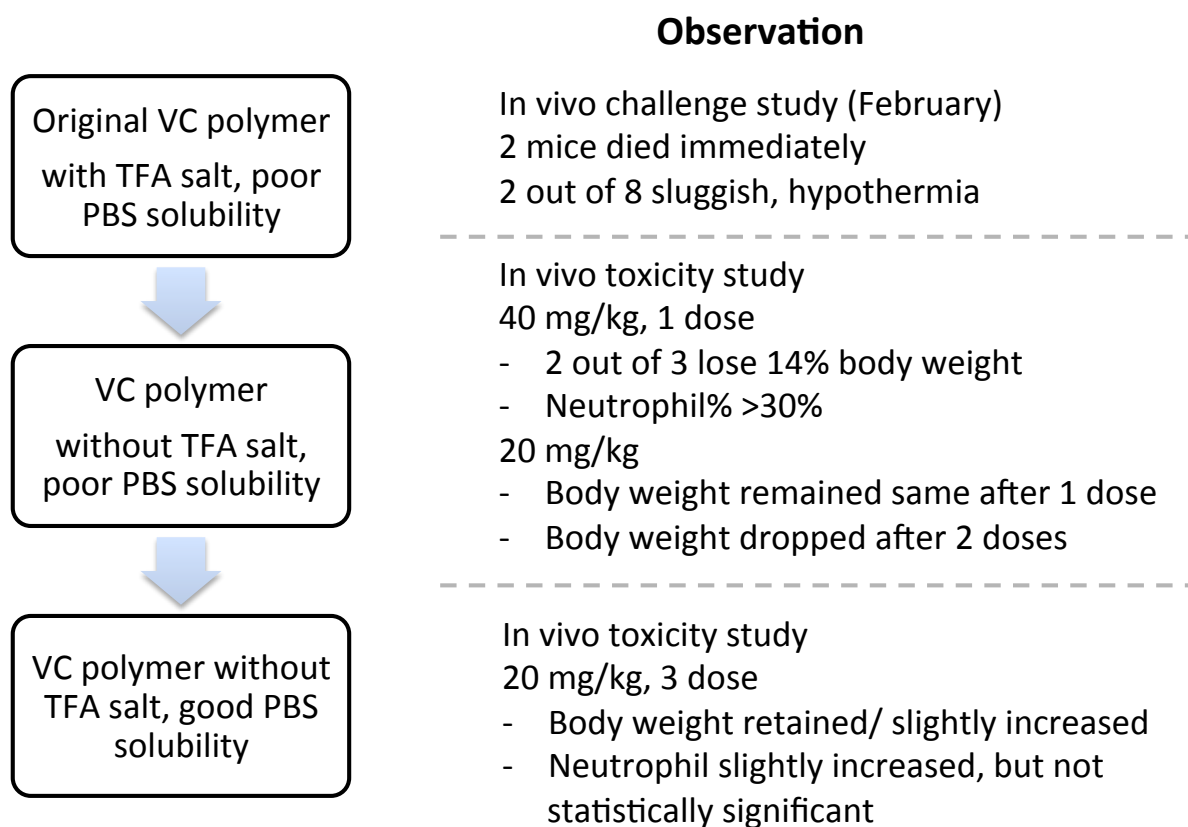 Observation
Original VC polymer
with TFA salt, poor
PBS solubility
In vivo challenge study (February)
2 mice died immediately
2 out of 8 sluggish, hypothermia
VC polymer
without TFA salt,
poor PBS solubility
In vivo toxicity study
40 mg/kg, 1 dose
- 2 out of 3 lose 14% body weight
- Neutrophil% >30%
20 mg/kg
- Body weight remained same after 1 dose
- Body weight dropped after 2 doses
VC polymer without
TFA salt, good PBS
solubility
In vivo toxicity study
20 mg/kg, 3 dose
- Body weight retained/ slightly increased
- Neutrophil slightly increased, but not
statistically significant